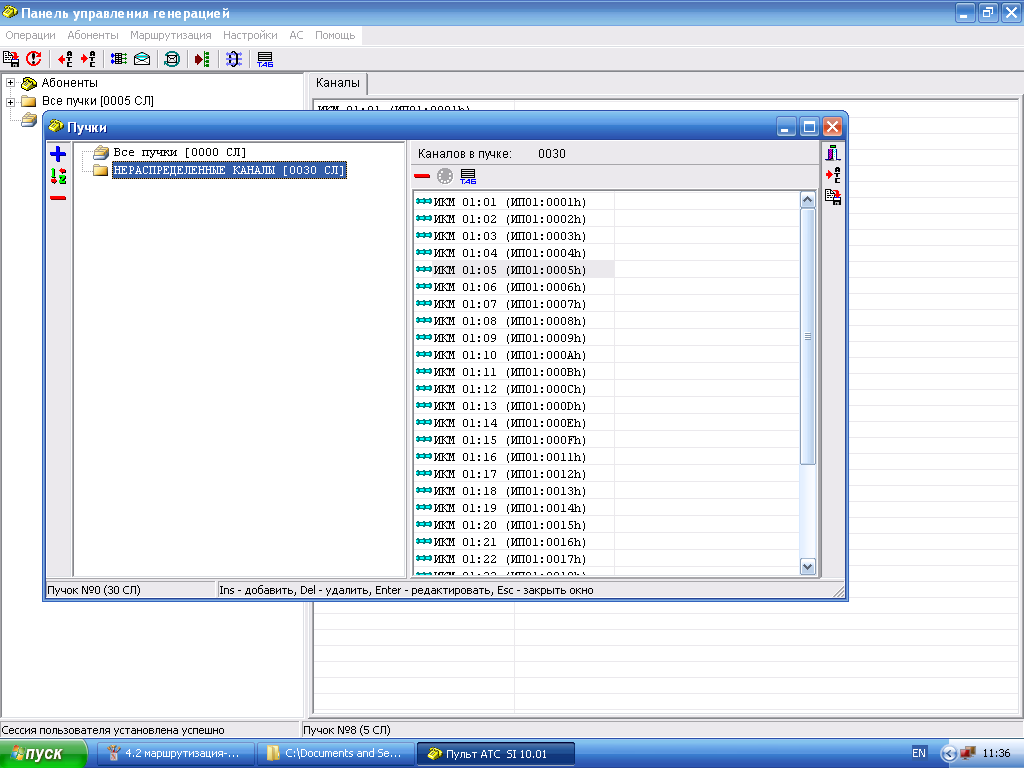 Панель управления генерацией
Операции Абоненты Маршрутизация Настройки АС Помощь
ТАБ
Абоненты
Все пучки [0005 СЛ]
Каналы
ИКМ 01:01 (ИП01:0001h)
Пучки
Все пучки [0000 СЛ]
НЕРАСПРЕДЕЛЕННЫЕ КАНАЛЫ [0030 СЛ]
Каналов в пучке: 0030
ТАБ
ИКМ 01:01 (ИП01:0001h)
ИКМ 01:02 (ИП01:0002h)
ИКМ 01:03 (ИП01:0003h)
ИКМ 01:04 (ИП01:0004h)
ИКМ 01:05 (ИП01:0005h)
ИКМ 01:06 (ИП01:0006h)
ИКМ 01:07 (ИП01:0007h)
ИКМ 01:08 (ИП01:0008h)
ИКМ 01:09 (ИП01:0009h)
ИКМ 01:10 (ИП01:000Ah)
ИКМ 01:11 (ИП01:000Bh)
ИКМ 01:12 (ИП01:000Ch)
ИКМ 01:13 (ИП01:000Dh)
ИКМ 01:14 (ИП01:000Eh)
ИКМ 01:15 (ИП01:000Fh)
ИКМ 01:16 (ИП01:0011h)
ИКМ 01:17 (ИП01:0012h)
ИКМ 01:18 (ИП01:0013h)
ИКМ 01:19 (ИП01:0014h)
ИКМ 01:20 (ИП01:0015h)
ИКМ 01:21 (ИП01:0016h)
ИКМ 01:22 (ИП01:0017h)
Пучок №0 (30 СЛ) Ins - добавить, Del - удалить, Enter - редактировать, Esc - закрыть окно
Сессия пользователя установлена успешно Пучок №8 (5 СЛ)
пуск 4.2 маршрутизация-... C:\Documents and Se... Пульт АТС SI 10.01 EN 11:36